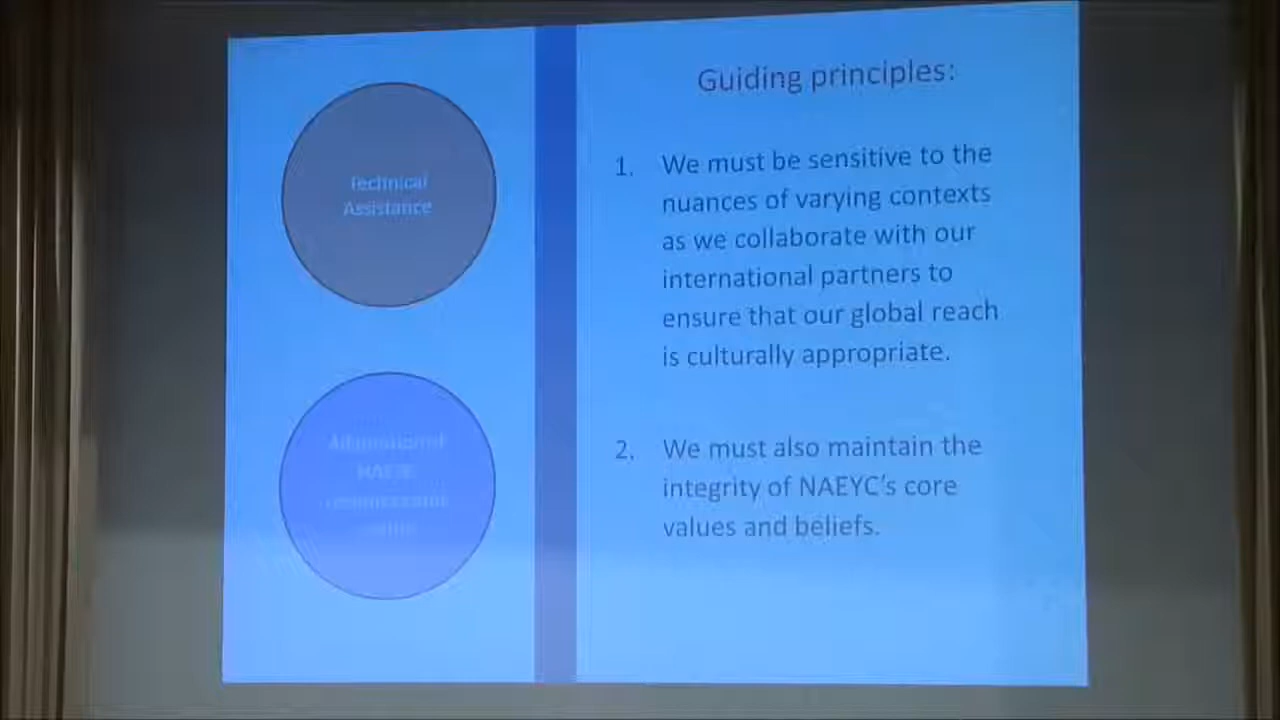 Technical
Assistance
Guiding principles:
1. We must be sensitive to the
nuances of varying contexts
as we collaborate with our
international partners to
ensure that our global reach
is culturally appropriate.
2. We must also maintain the
integrity of NAEYC's core
values and beliefs.